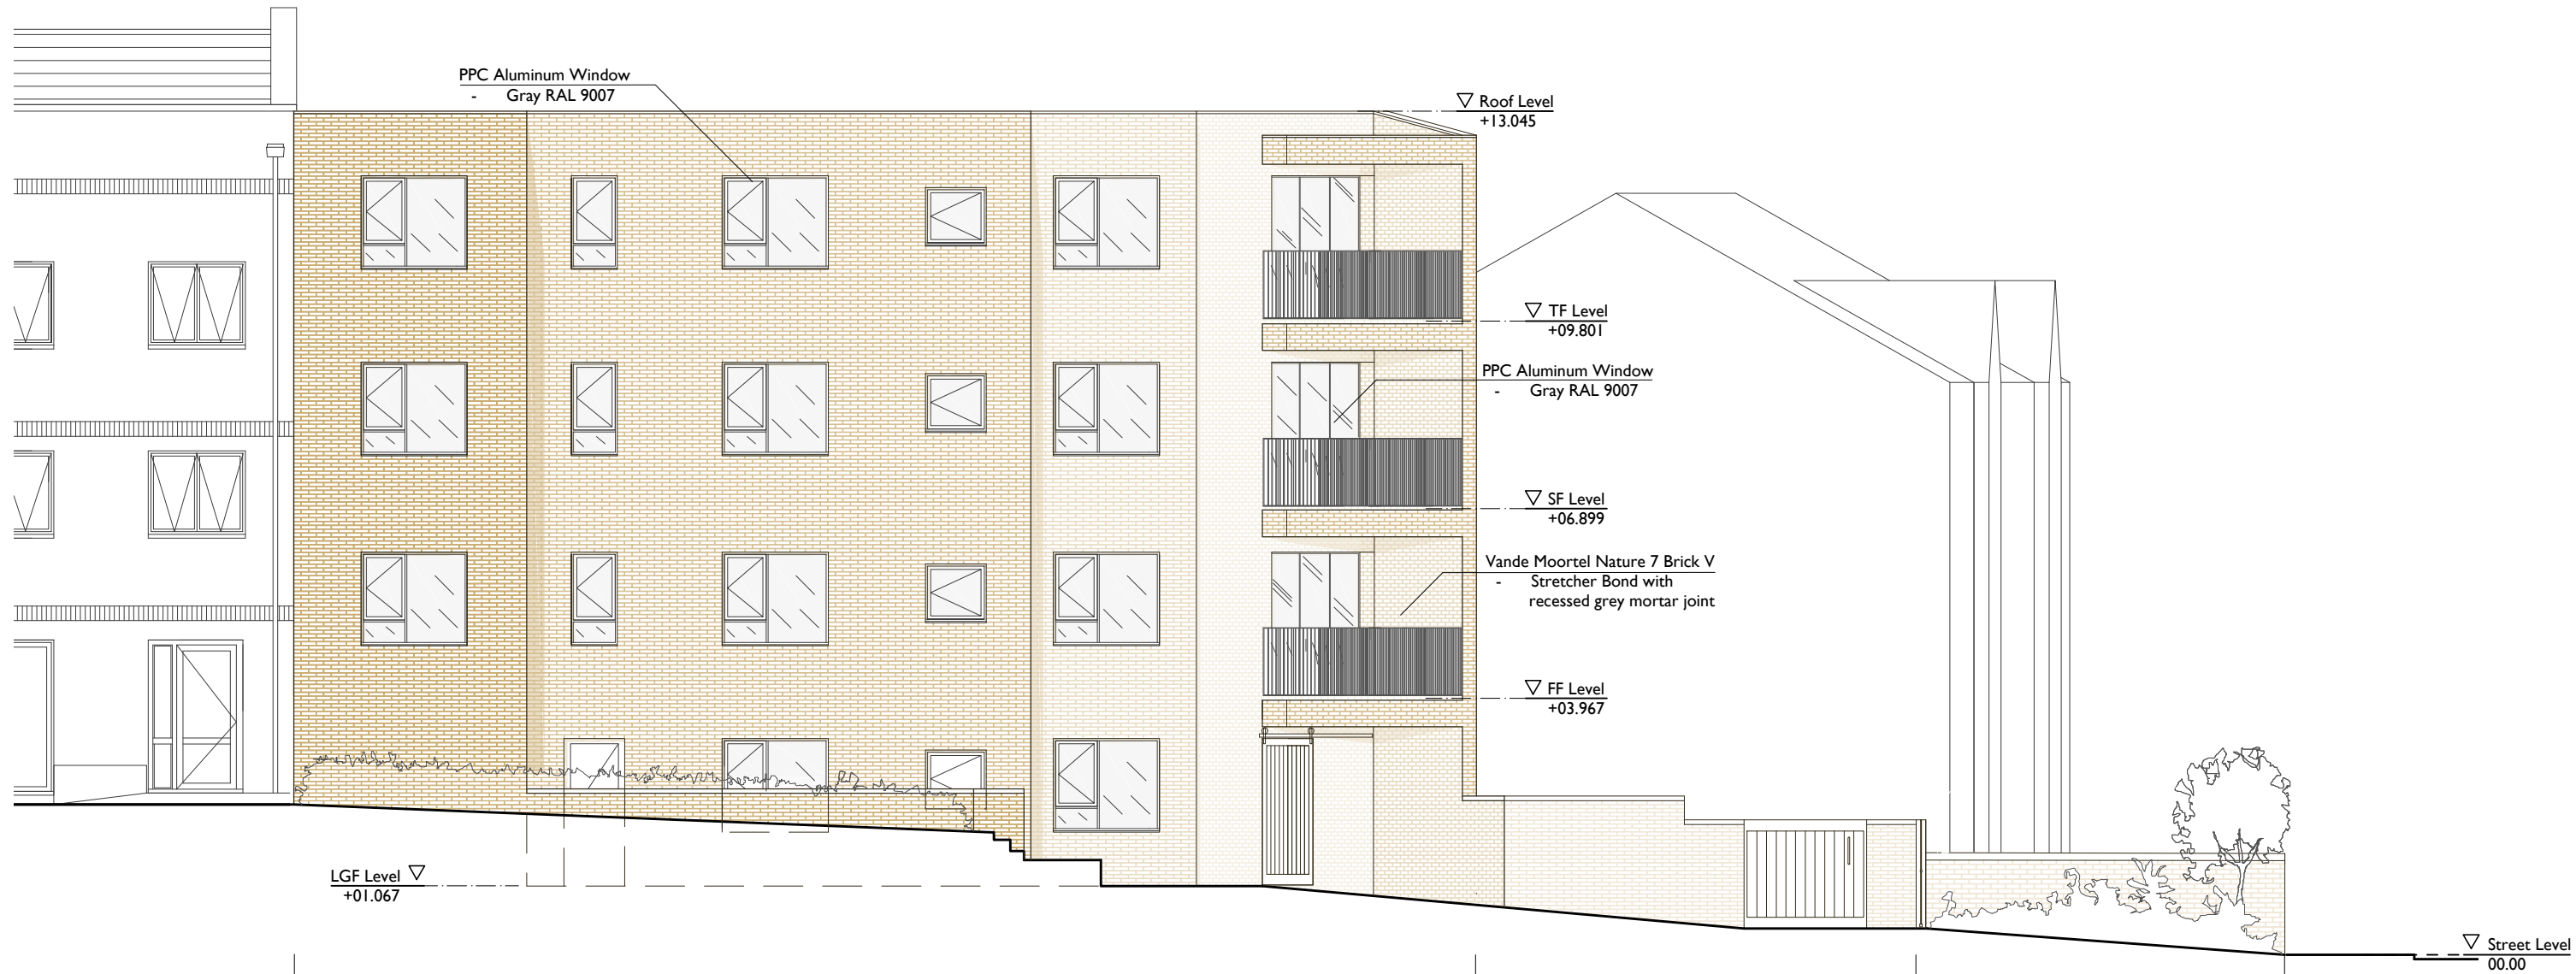 PPC Aluminum Window
- Gray RAL 9007
Roof Level
+13.045
TF Level
+09.801
PPC Aluminum Window
- Gray RAL 9007
SF Level
+06.899
Vande Moortel Nature 7 Brick V
- Stretcher Bond with
recessed grey mortar joint
FF Level
+03.967
LGF Level
+01.067
Street Level
00.00